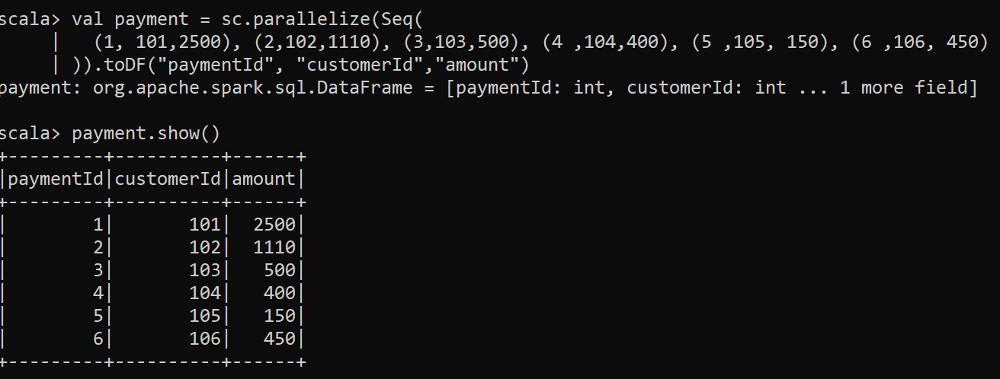 scala> val payment = sc.parallelize(Seq(
     |   (1, 101,2500), (2,102,1110), (3,103,500), (4 ,104,400), (5 ,105, 150), (6 ,106, 450)
     | )).toDF("paymentId", "customerId","amount")
payment: org.apache.spark.sql.DataFrame = [paymentId: int, customerId: int ... 1 more field]
scala> payment.show()
+---------+----------+------+
|paymentId|customerId|amount|
+---------+----------+------+
|        1|       101|  2500|
|        2|       102|  1110|
|        3|       103|   500|
|        4|       104|   400|
|        5|       105|   150|
|        6|       106|   450|
+---------+----------+------+